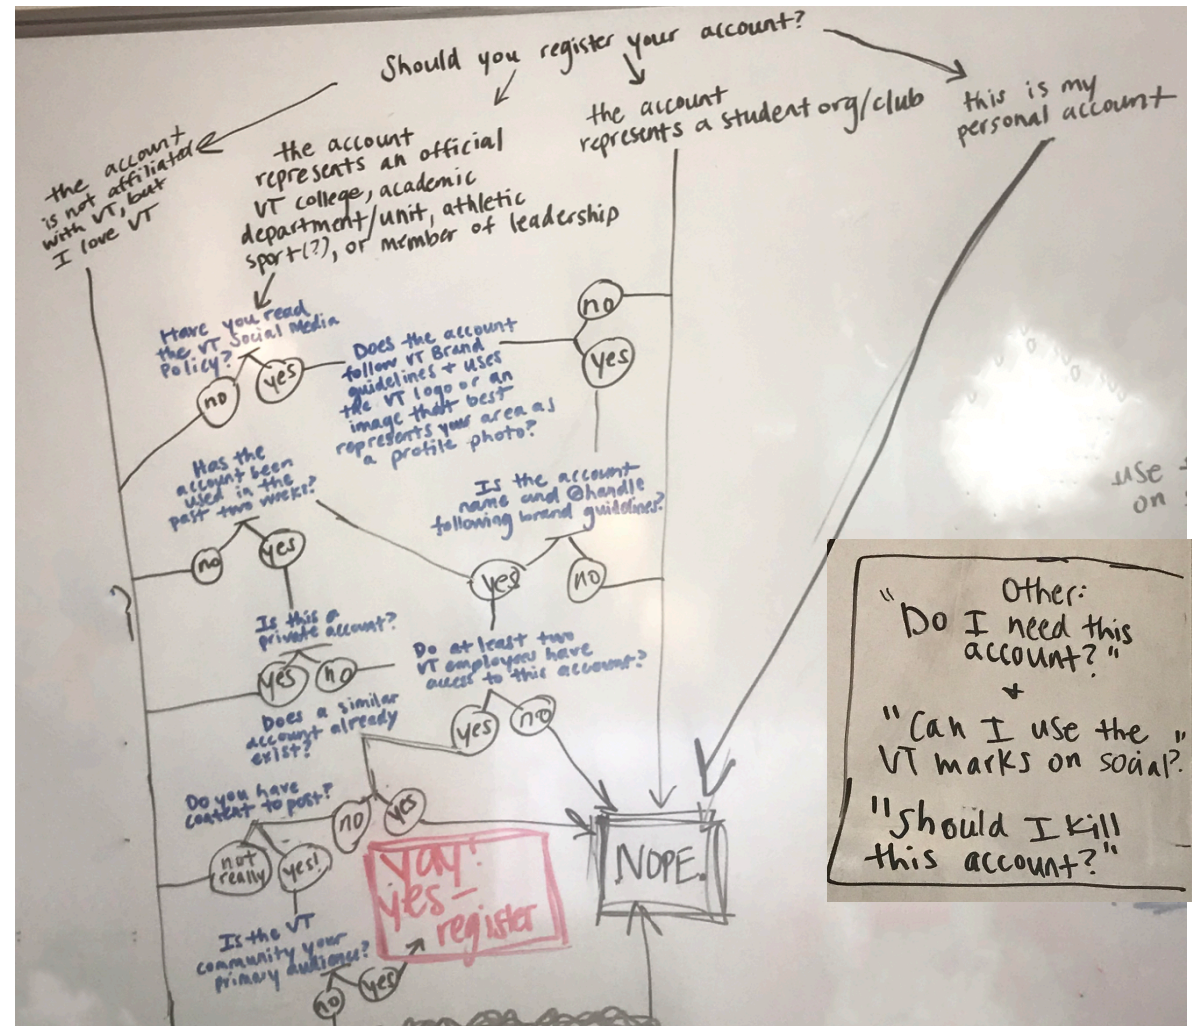 Should you register your account?
the account
is not affiliated
with VT, but
I love VT
the account
represents an official
VT college, academic
department/unit, athletic
sport(?), or member of leadership
the account
represents a student org/club
this is my
personal account
Have you read
the VT Social Media
Policy?
no
yes
Does the account
follow VT Brand
guidelines + uses
the VT logo or an
image that best
represents your area as
a profile photo?
no
yes
Is the account
name and @handle
following brand guidelines?
yes
no
Has the
account been
used in the
past two weeks?
no
yes
Is this a
private account?
yes
no
Do at least two
VT employees have
access to this account?
yes
no
Does a similar
account already
exist?
no
yes
Do you have
content to post?
not
really
yes!
Is the VT
community your
primary audience?
no
yes
yay!
yes –
register
NOPE.
use
on
Other:
"Do I need this
account?"
+
"Can I use the
VT marks on social?"
"Should I kill
this account?"